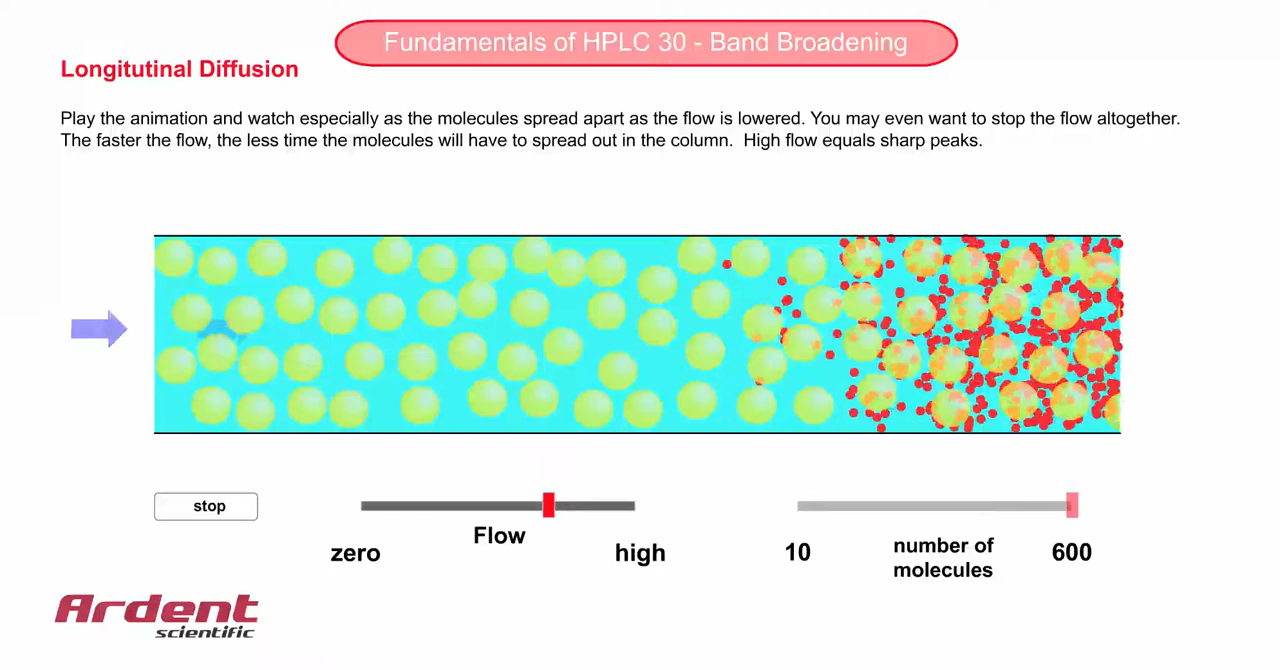 Fundamentals of HPLC 30 - Band Broadening
Longitutinal Diffusion
Play the animation and watch especially as the molecules spread apart as the flow is lowered. You may even want to stop the flow altogether.
The faster the flow, the less time the molecules will have to spread out in the column. High flow equals sharp peaks.
stop
Flow
zero
high
10
number of
molecules
600
Ardent
scientific